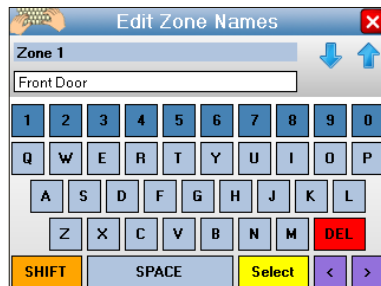 Edit Zone Names X
Zone 1
Front Door
1 2 3 4 5 6 7 8 9 0
Q W E R T Y U I O P
A S D F G H J K L
Z X C V B N M DEL
SHIFT SPACE Select < >